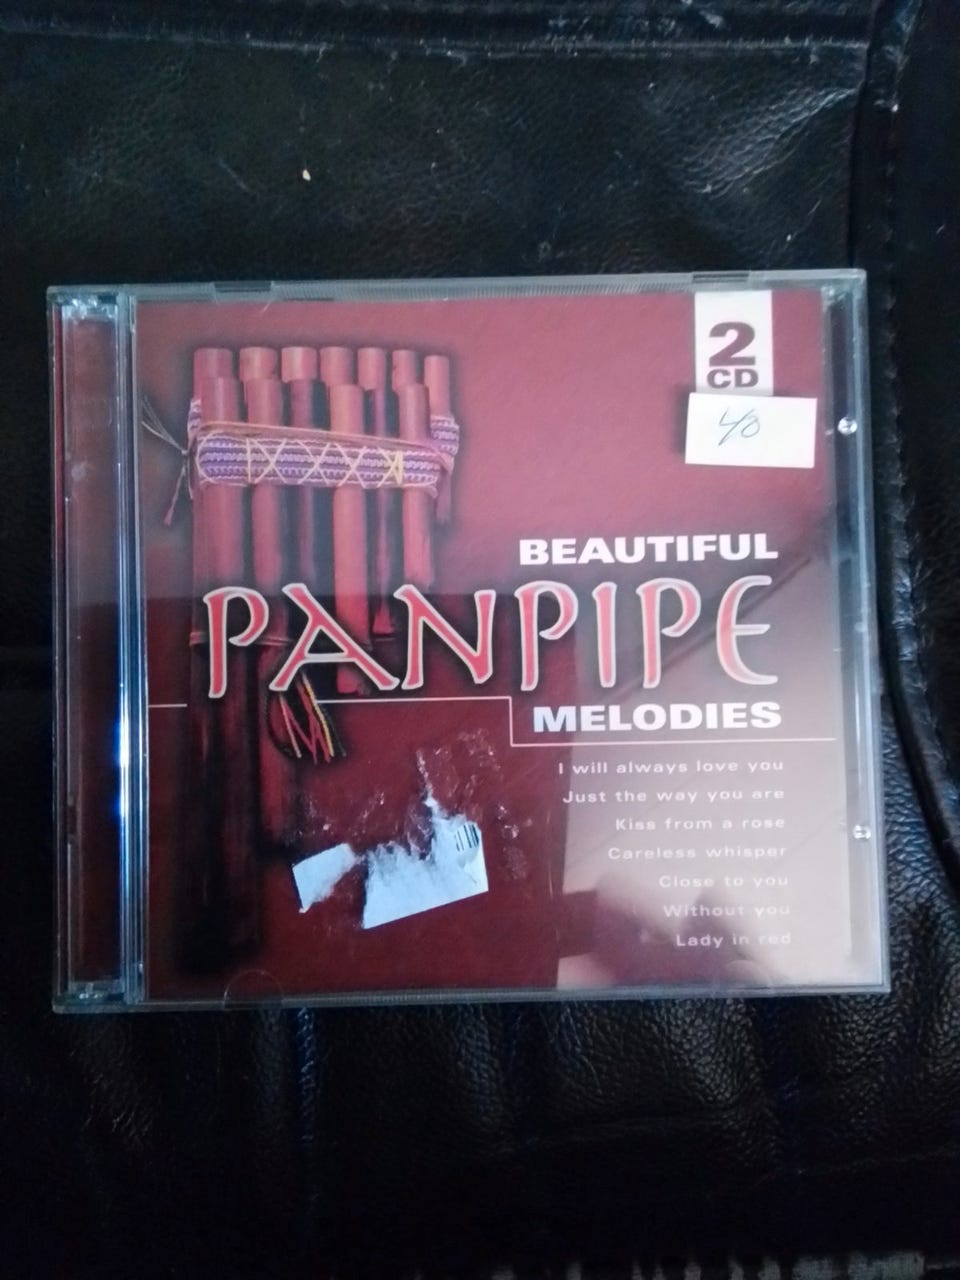 2
CD
40
BEAUTIFUL
PANPIPE
MELODIES
I will always love you
Just the way you are
Kiss from a rose
Careless whisper
Close to you
Without you
Lady in red